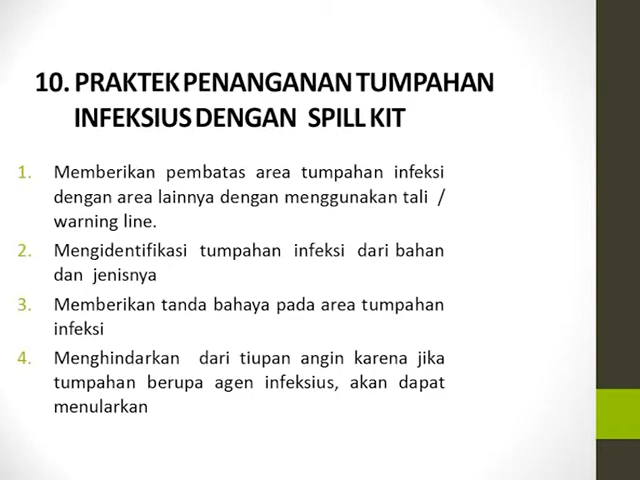 10. PRAKTEK PENANGANAN TUMPAHAN
INFEKSIUS DENGAN SPILL KIT
1. Memberikan pembatas area tumpahan infeksi
dengan area lainnya dengan menggunakan tali /
warning line.
2. Mengidentifikasi tumpahan infeksi dari bahan
dan jenisnya
3. Memberikan tanda bahaya pada area tumpahan
infeksi
4. Menghindarkan dari tiupan angin karena jika
tumpahan berupa agen infeksius, akan dapat
menularkan